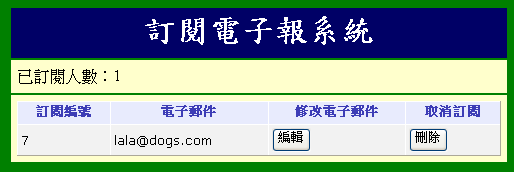 訂閱電子報系統
已訂閱人數：1
訂閱編號 電子郵件 修改電子郵件 取消訂閱
7 lala@dogs.com 編輯 刪除